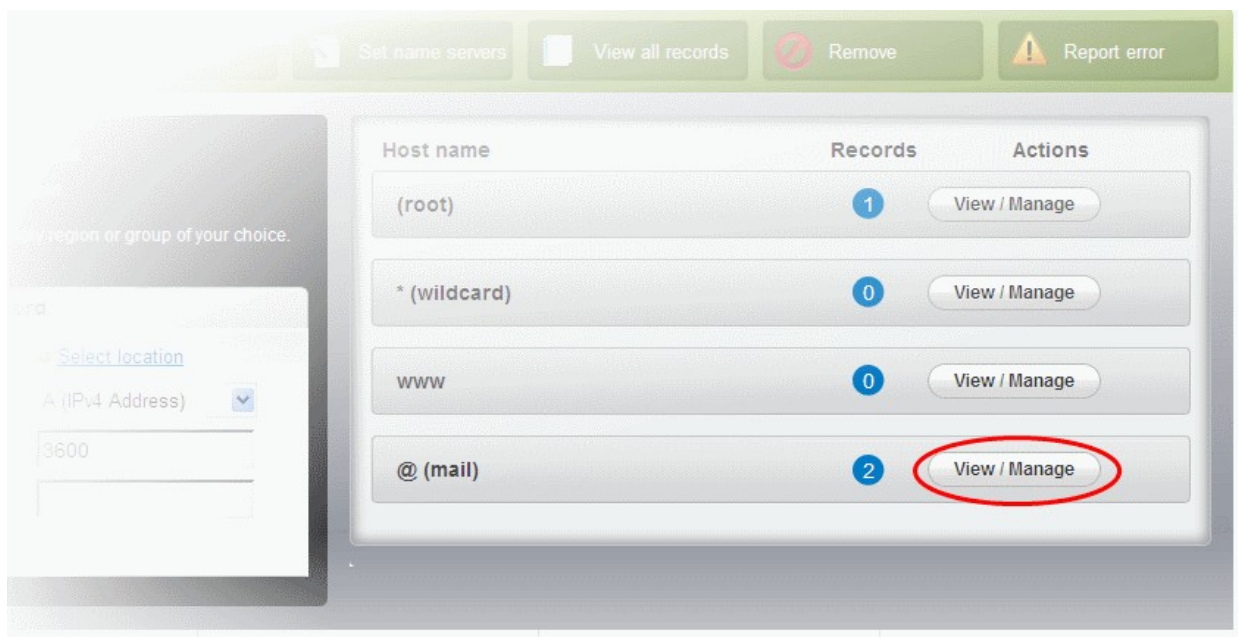 Set name servers View all records Remove Report error
Host name Records Actions
(root) 1 View / Manage
region or group of your choice.
* (wildcard) 0 View / Manage
Select location
www 0 View / Manage
A (IPv4 Address)
3600
@ (mail) 2 View / Manage